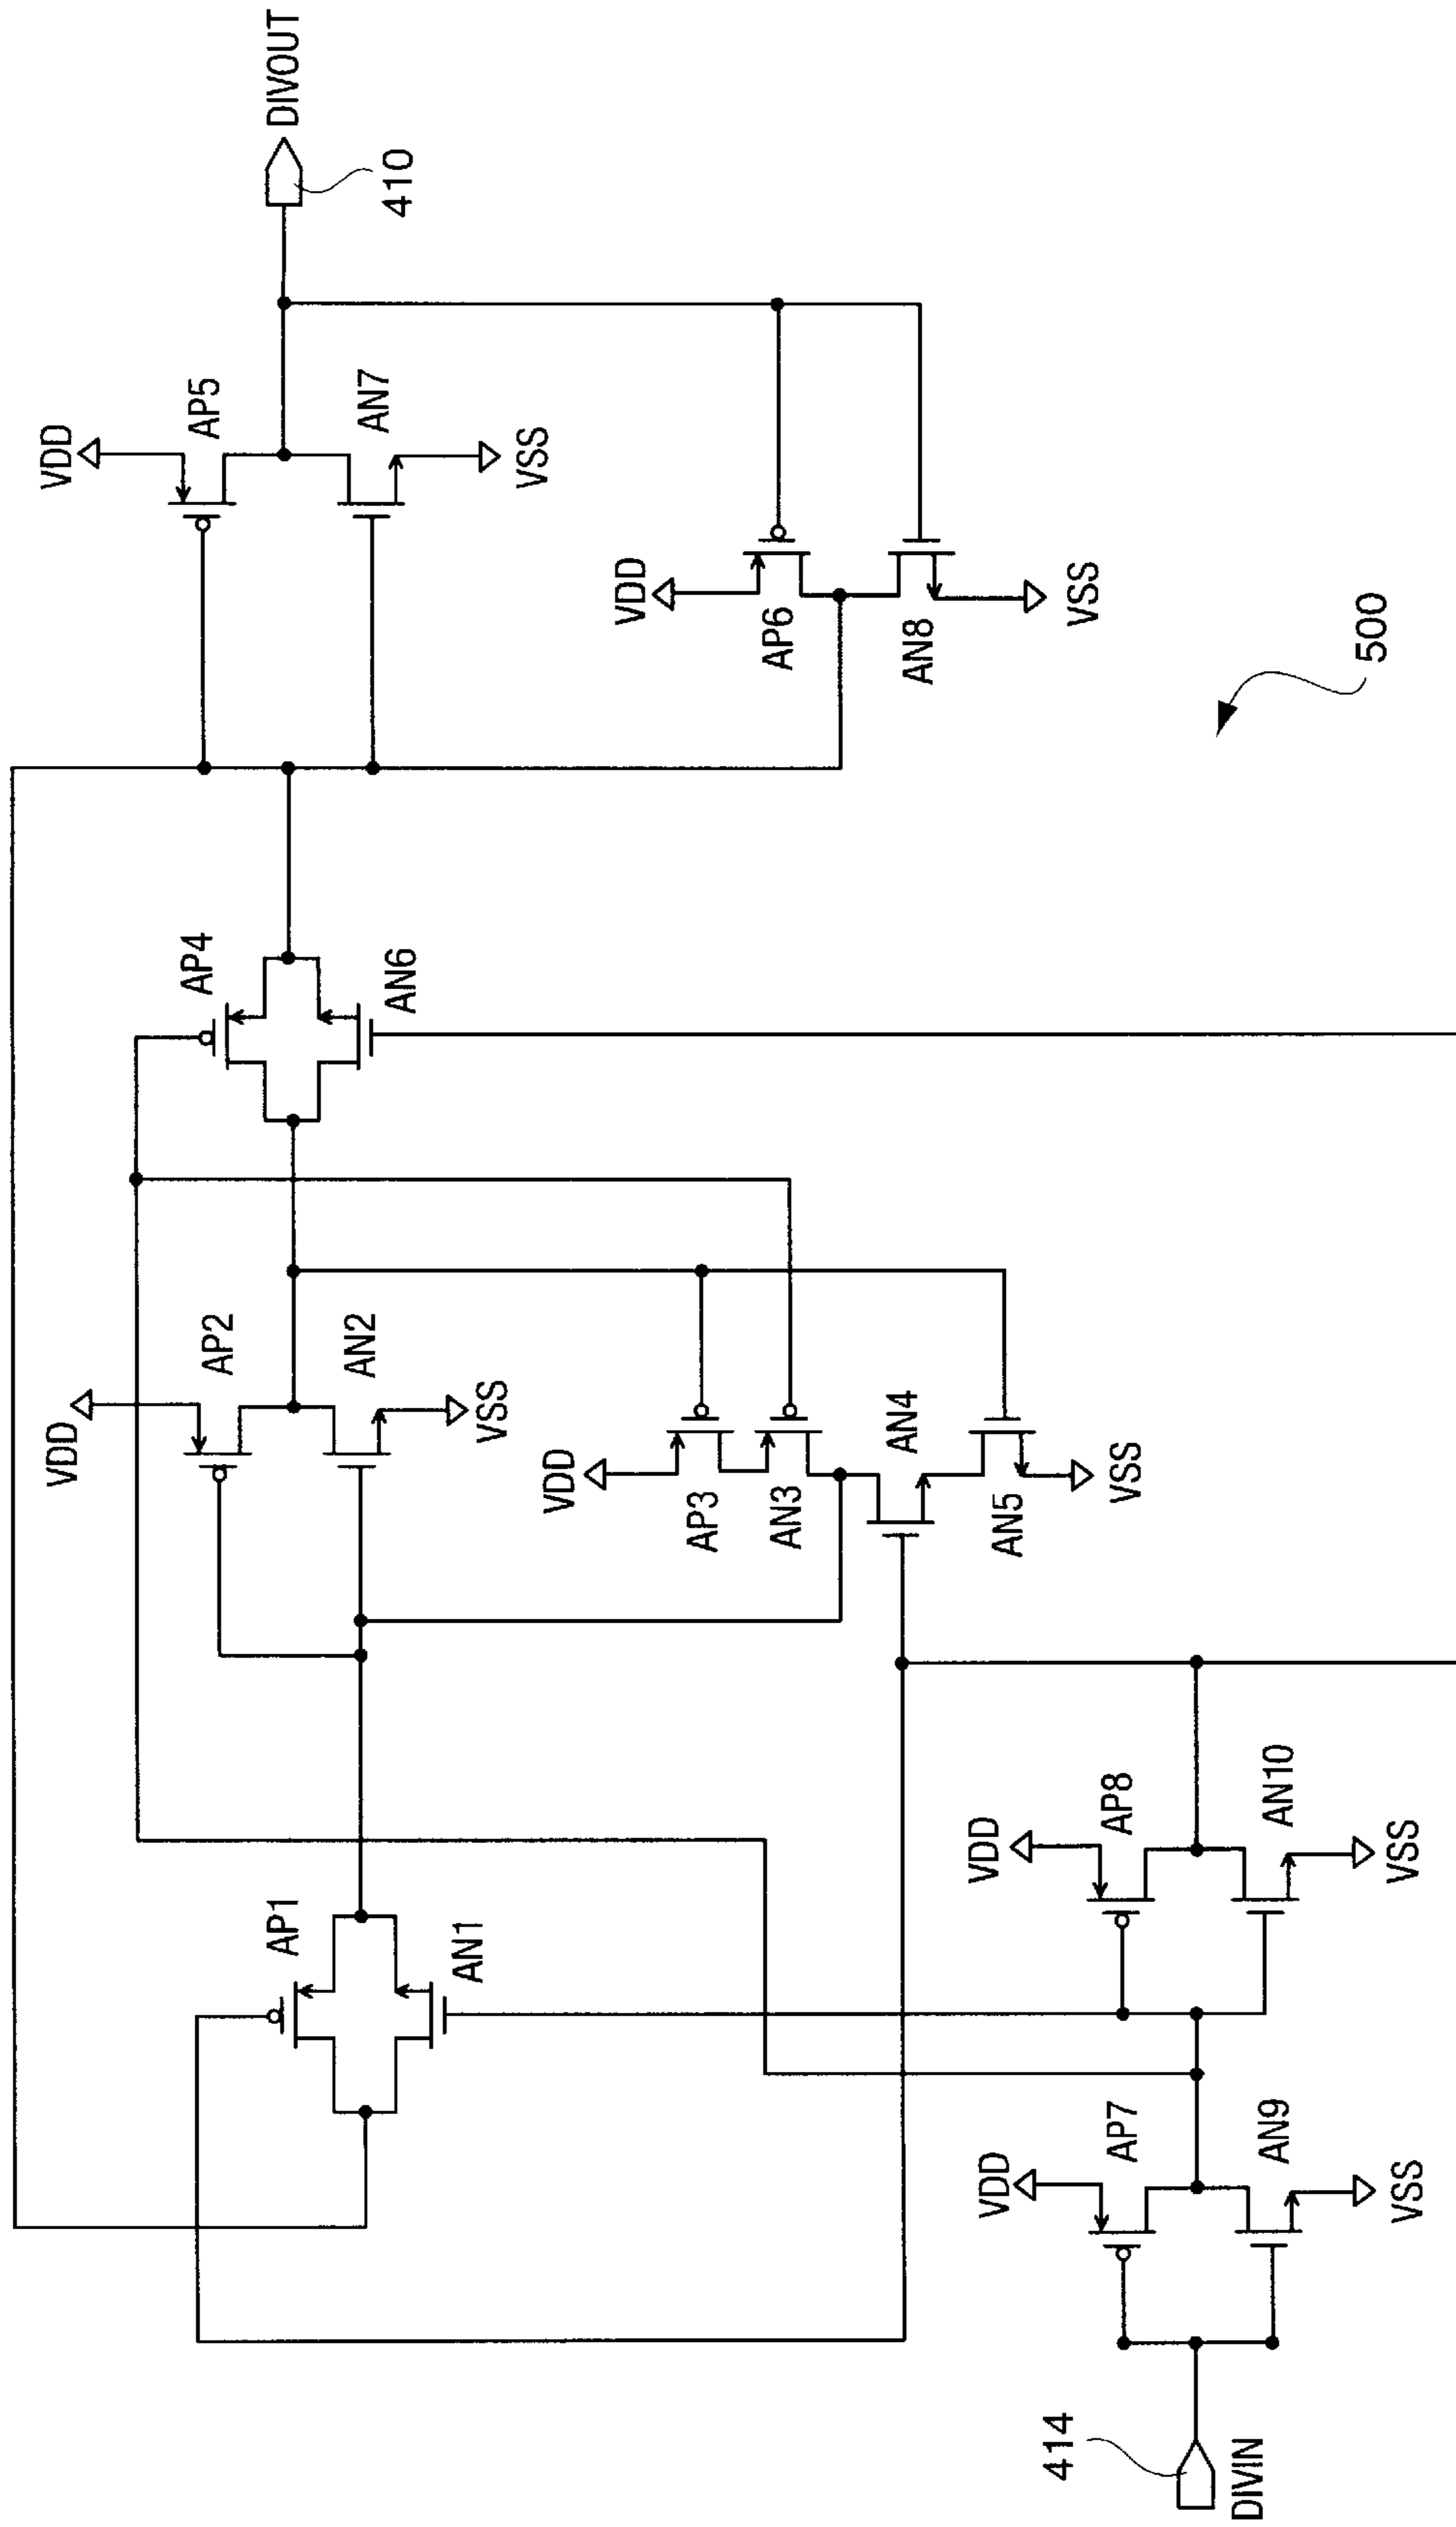 VDD
AP5
AN7
VSS
DIVOUT
410
VDD
AP6
AN8
VSS
500
AP4
AN6
VDD
AP2
AN2
VSS
VDD
AP3
AN3
AN4
AN5
VSS
AP1
AN1
VDD
AP8
AN10
VSS
VDD
AP7
AN9
VSS
414
DIVIN